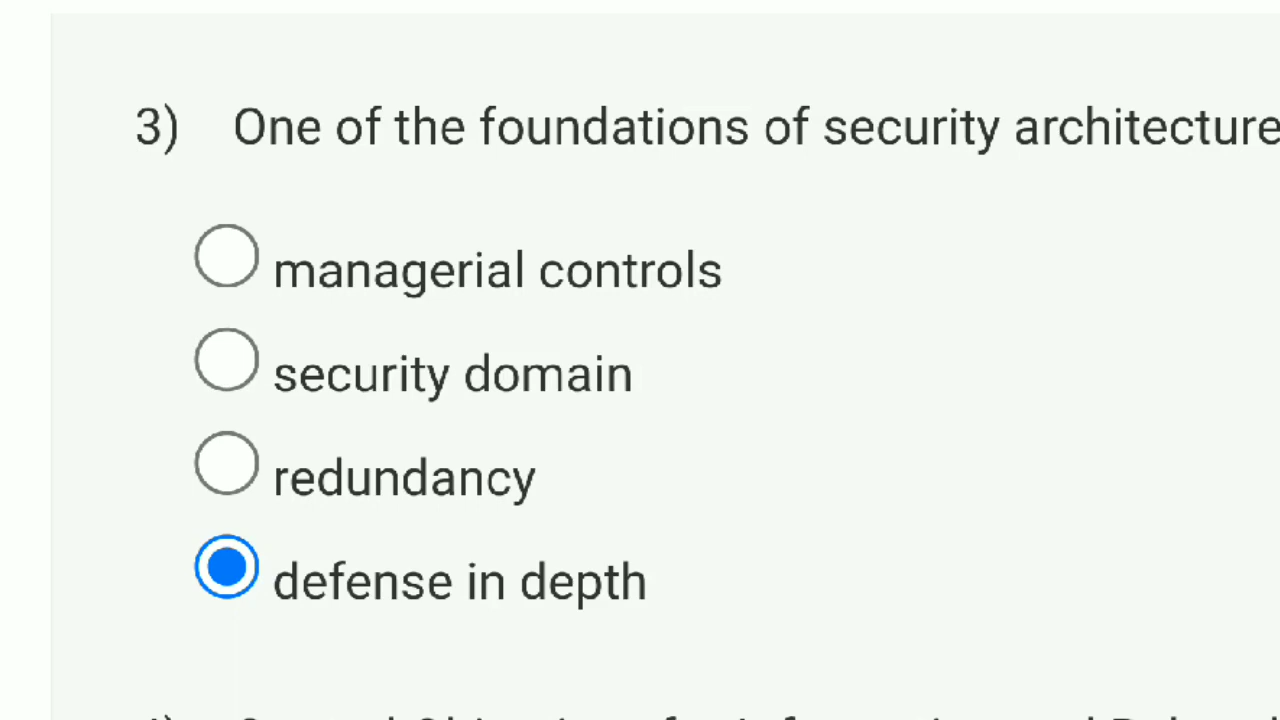 3) One of the foundations of security architecture
managerial controls
security domain
redundancy
defense in depth